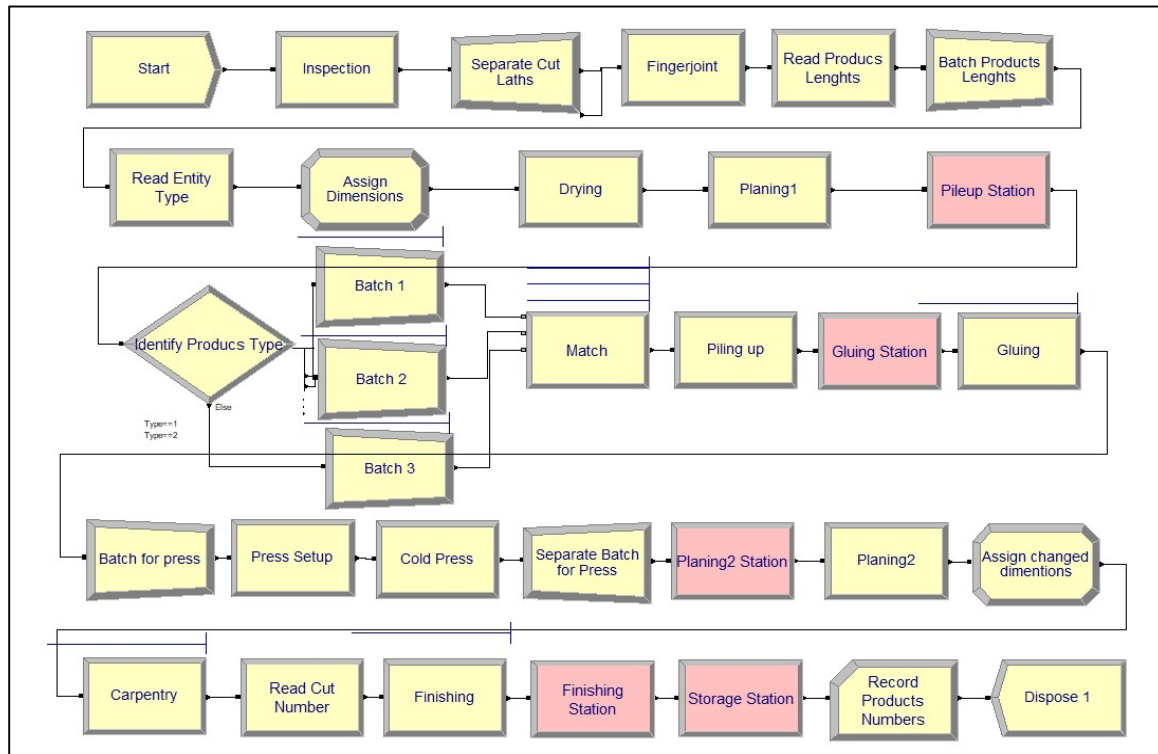 Start
Inspection
Separate Cut
Laths
Fingerjoint
Read Producs
Lenghts
Batch Products
Lenghts
Read Entity
Type
Assign
Dimensions
Drying
Planing1
Pileup Station
Identify Producs Type
Else
Type==1
Type==2
Batch 1
Batch 2
Batch 3
Match
Piling up
Gluing Station
Gluing
Batch for press
Press Setup
Cold Press
Separate Batch
for Press
Planing2 Station
Planing2
Assign changed
dimentions
Carpentry
Read Cut
Number
Finishing
Finishing
Station
Storage Station
Record
Products
Numbers
Dispose 1